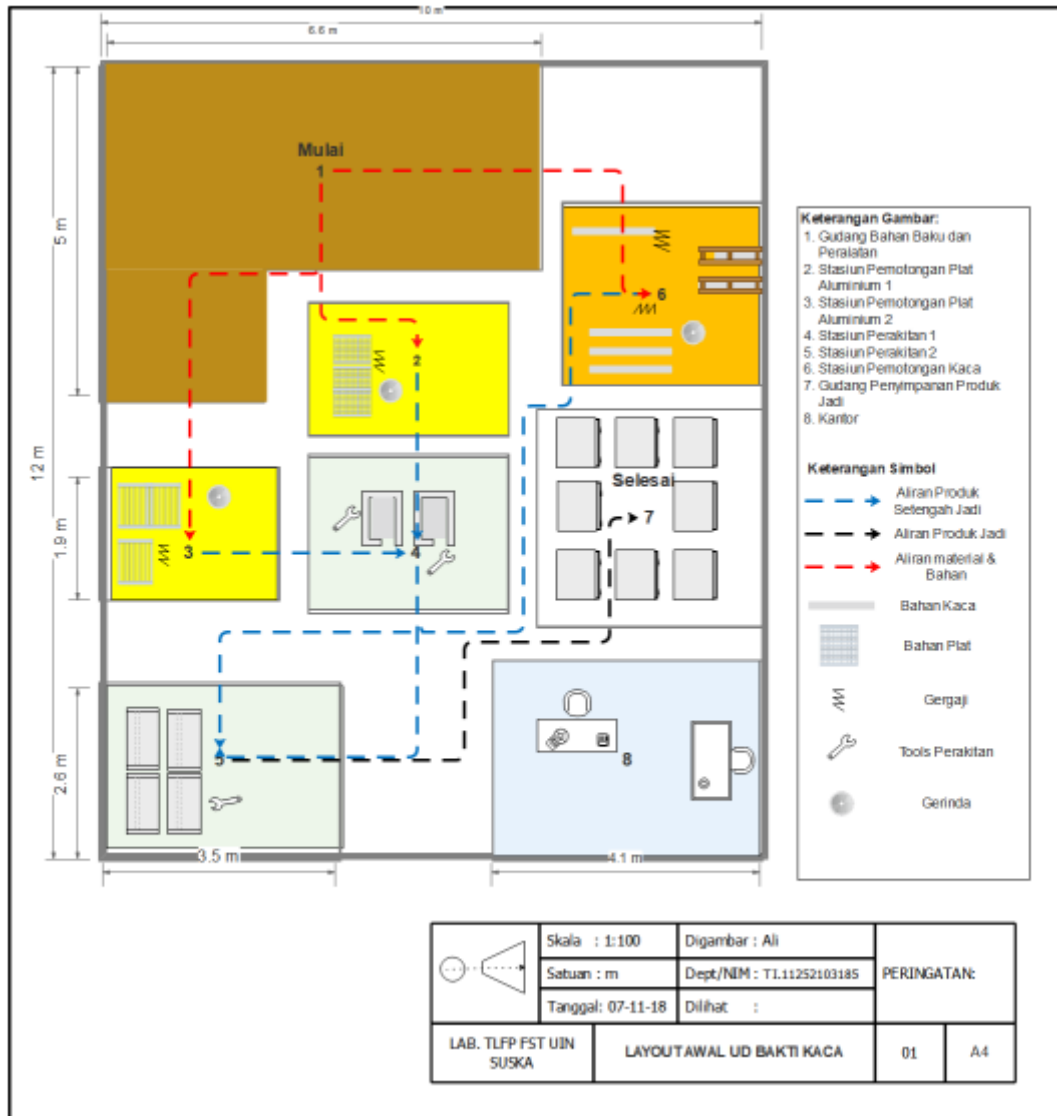 10 m
6.6 m
Mulai
1
5 m
12 m
6
2
Selesai
7
1.9 m
3
4
2.6 m
5
8
3.5 m
4.1 m
Keterangan Gambar:
1. Gudang Bahan Baku dan
Peralatan
2. Stasiun Pemotongan Plat
Aluminium 1
3. Stasiun Pemotongan Plat
Aluminium 2
4. Stasiun Perakitan 1
5. Stasiun Perakitan 2
6. Stasiun Pemotongan Kaca
7. Gudang Penyimpanan Produk
Jadi
8. Kantor
Keterangan Simbol
Aliran Produk
Setengah Jadi
Aliran Produk Jadi
Aliran material &
Bahan
Bahan Kaca
Bahan Plat
Gergaji
Tools Perakitan
Gerinda
Skala : 1:100
Digambar : Ali
PERINGATAN:
Satuan : m
Dept/NIM : TI.11252103185
Tanggal: 07-11-18
Dilihat :
LAB. TLFP FST UIN
SUSKA
LAYOUT AWAL UD BAKTI KACA
01
A4